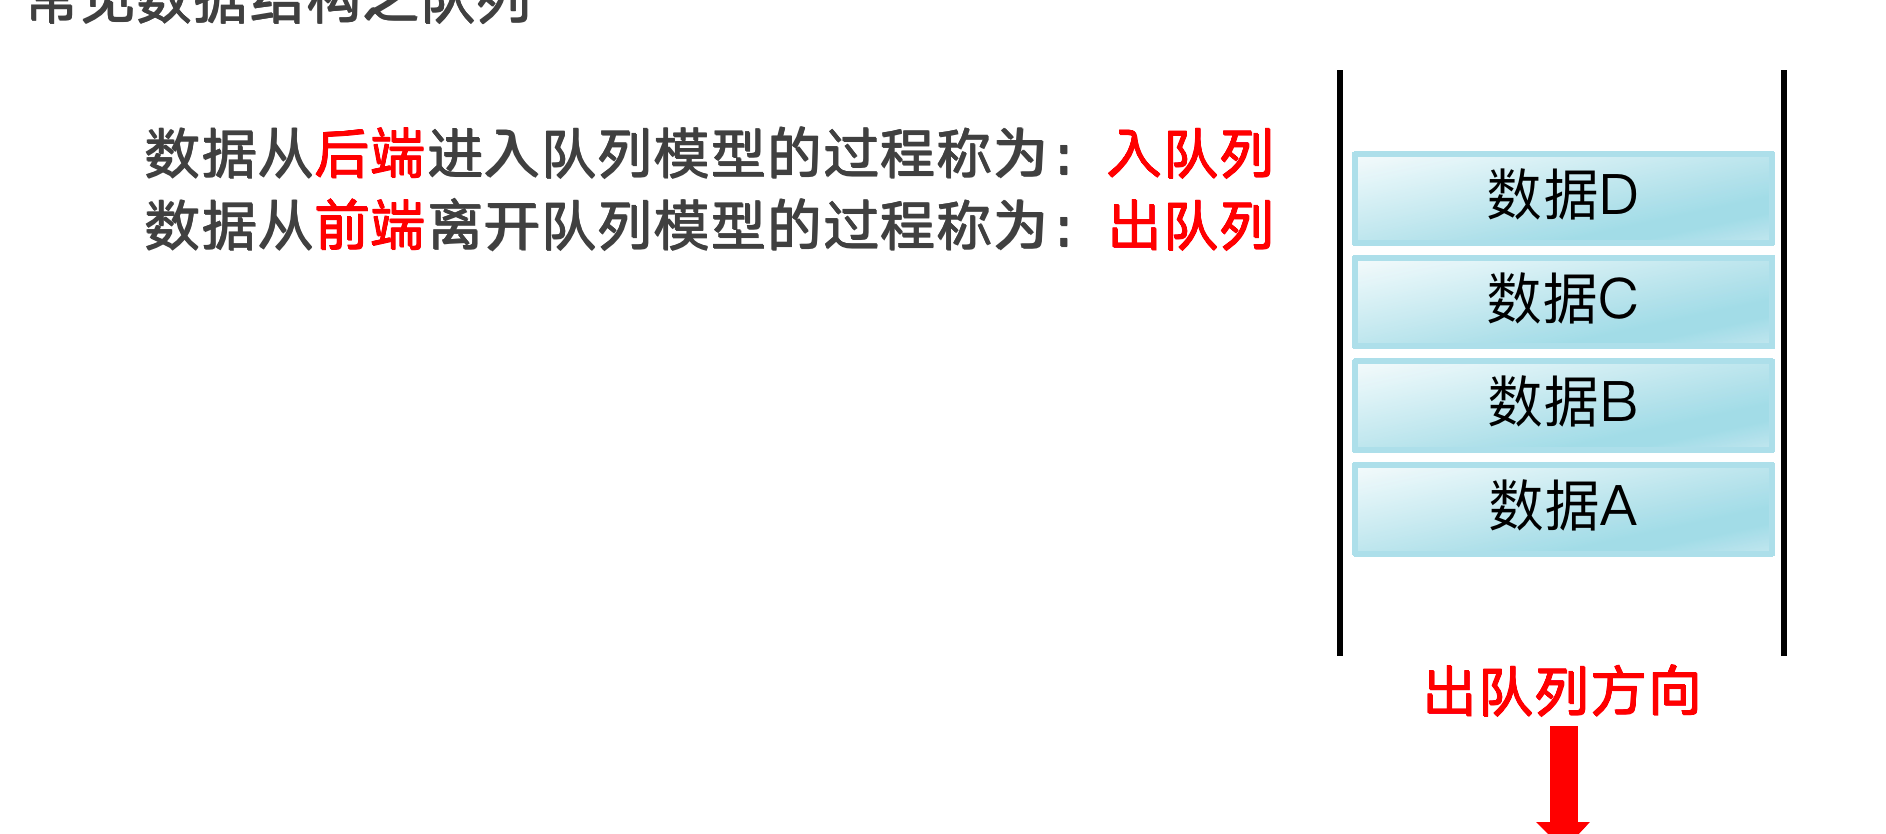 常见数据结构之队列
数据从后端进入队列模型的过程称为：入队列
数据从前端离开队列模型的过程称为：出队列
数据D
数据C
数据B
数据A
出队列方向